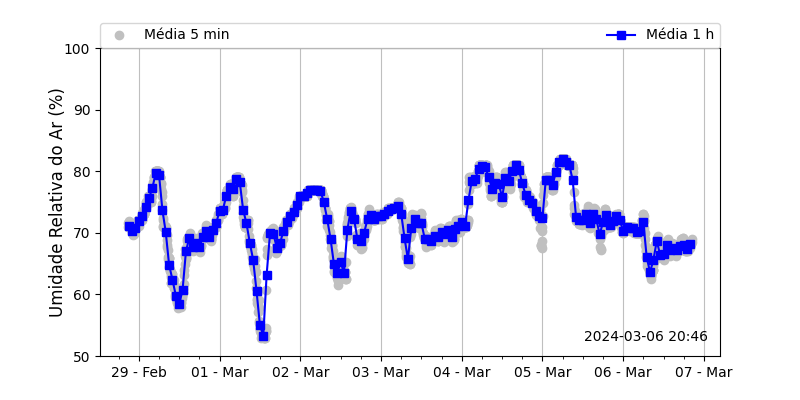 Média 5 min
Média 1 h
Umidade Relativa do Ar (%)
100
90
80
70
60
50
2024-03-06 20:46
29 - Feb
01 - Mar
02 - Mar
03 - Mar
04 - Mar
05 - Mar
06 - Mar
07 - Mar